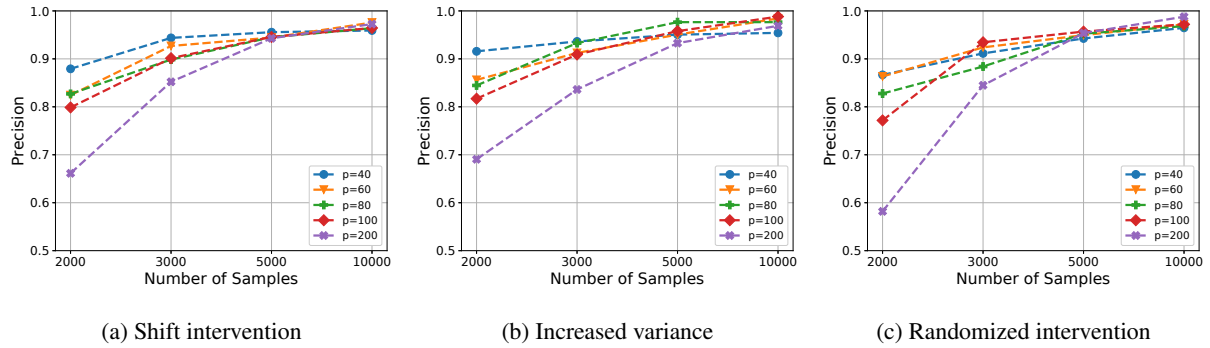 1.0
0.9
0.8
0.7
0.6
0.5
Precision
2000 3000 5000 10000
Number of Samples
p=40
p=60
p=80
p=100
p=200
(a) Shift intervention
1.0
0.9
0.8
0.7
0.6
0.5
Precision
2000 3000 5000 10000
Number of Samples
p=40
p=60
p=80
p=100
p=200
(b) Increased variance
1.0
0.9
0.8
0.7
0.6
0.5
Precision
2000 3000 5000 10000
Number of Samples
p=40
p=60
p=80
p=100
p=200
(c) Randomized intervention